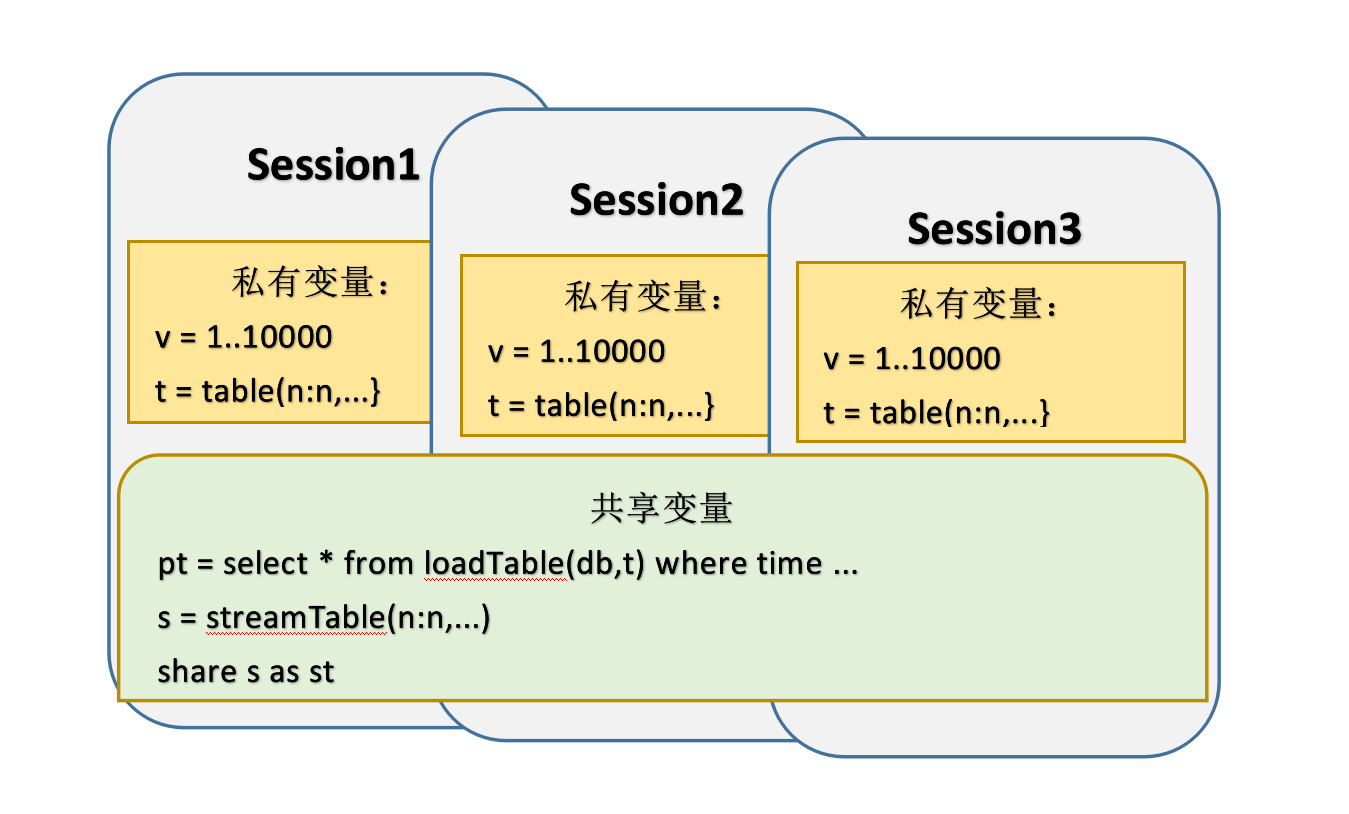 Session1
私有变量：
v = 1..10000
t = table(n:n,...}
Session2
私有变量：
v = 1..10000
t = table(n:n,...}
Session3
私有变量：
v = 1..10000
t = table(n:n,...}
共享变量
pt = select * from loadTable(db,t) where time ...
s = streamTable(n:n,...)
share s as st